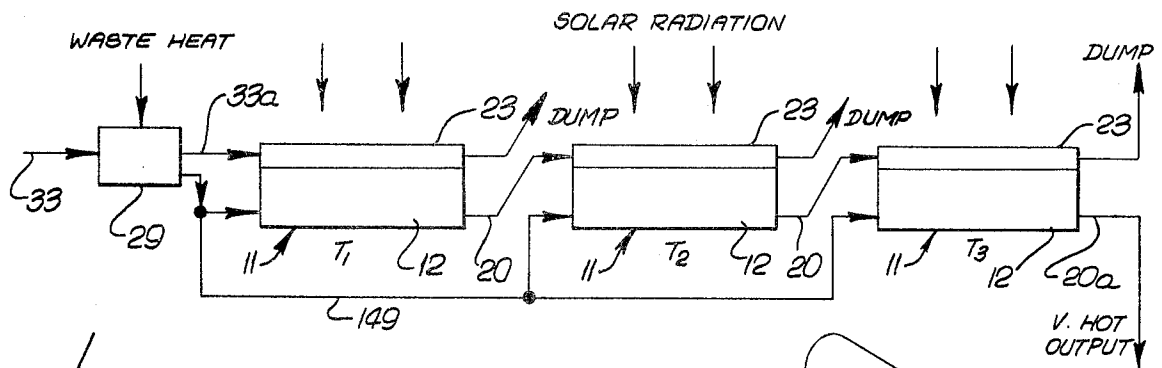 SOLAR RADIATION
WASTE HEAT
DUMP
33a
23
DUMP
23
DUMP
23
33
29
11
T1
12
20
11
T2
12
20
11
T3
12
20a
149
V. HOT
OUTPUT